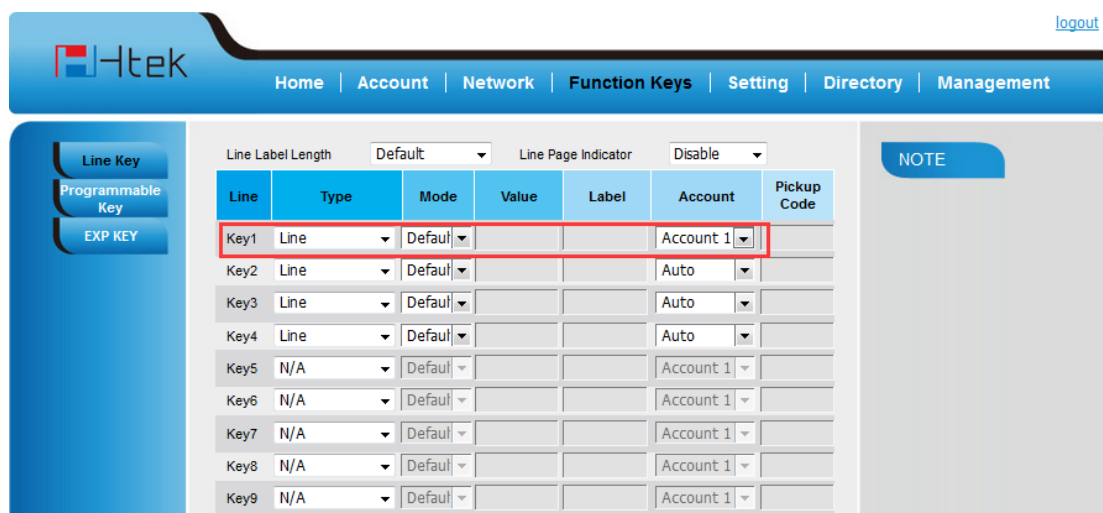 logout
Htek
Home | Account | Network | Function Keys | Setting | Directory | Management
Line Key
Programmable Key
EXP KEY
Line Label Length Default Line Page Indicator Disable
Line Type Mode Value Label Account Pickup Code
Key1 Line Defaul Account 1
Key2 Line Defaul Auto
Key3 Line Defaul Auto
Key4 Line Defaul Auto
Key5 N/A Defaul Account 1
Key6 N/A Defaul Account 1
Key7 N/A Defaul Account 1
Key8 N/A Defaul Account 1
Key9 N/A Defaul Account 1
NOTE